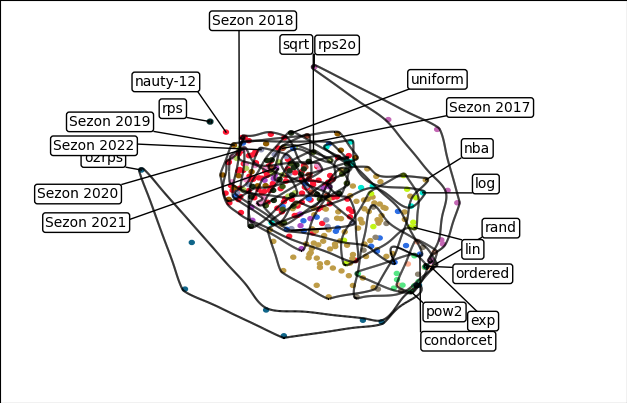 Sezon 2018
sqrt
rps2o
nauty-12
uniform
rps
Sezon 2017
Sezon 2019
Sezon 2022
ozrps
nba
Sezon 2020
log
Sezon 2021
rand
lin
ordered
pow2
exp
condorcet